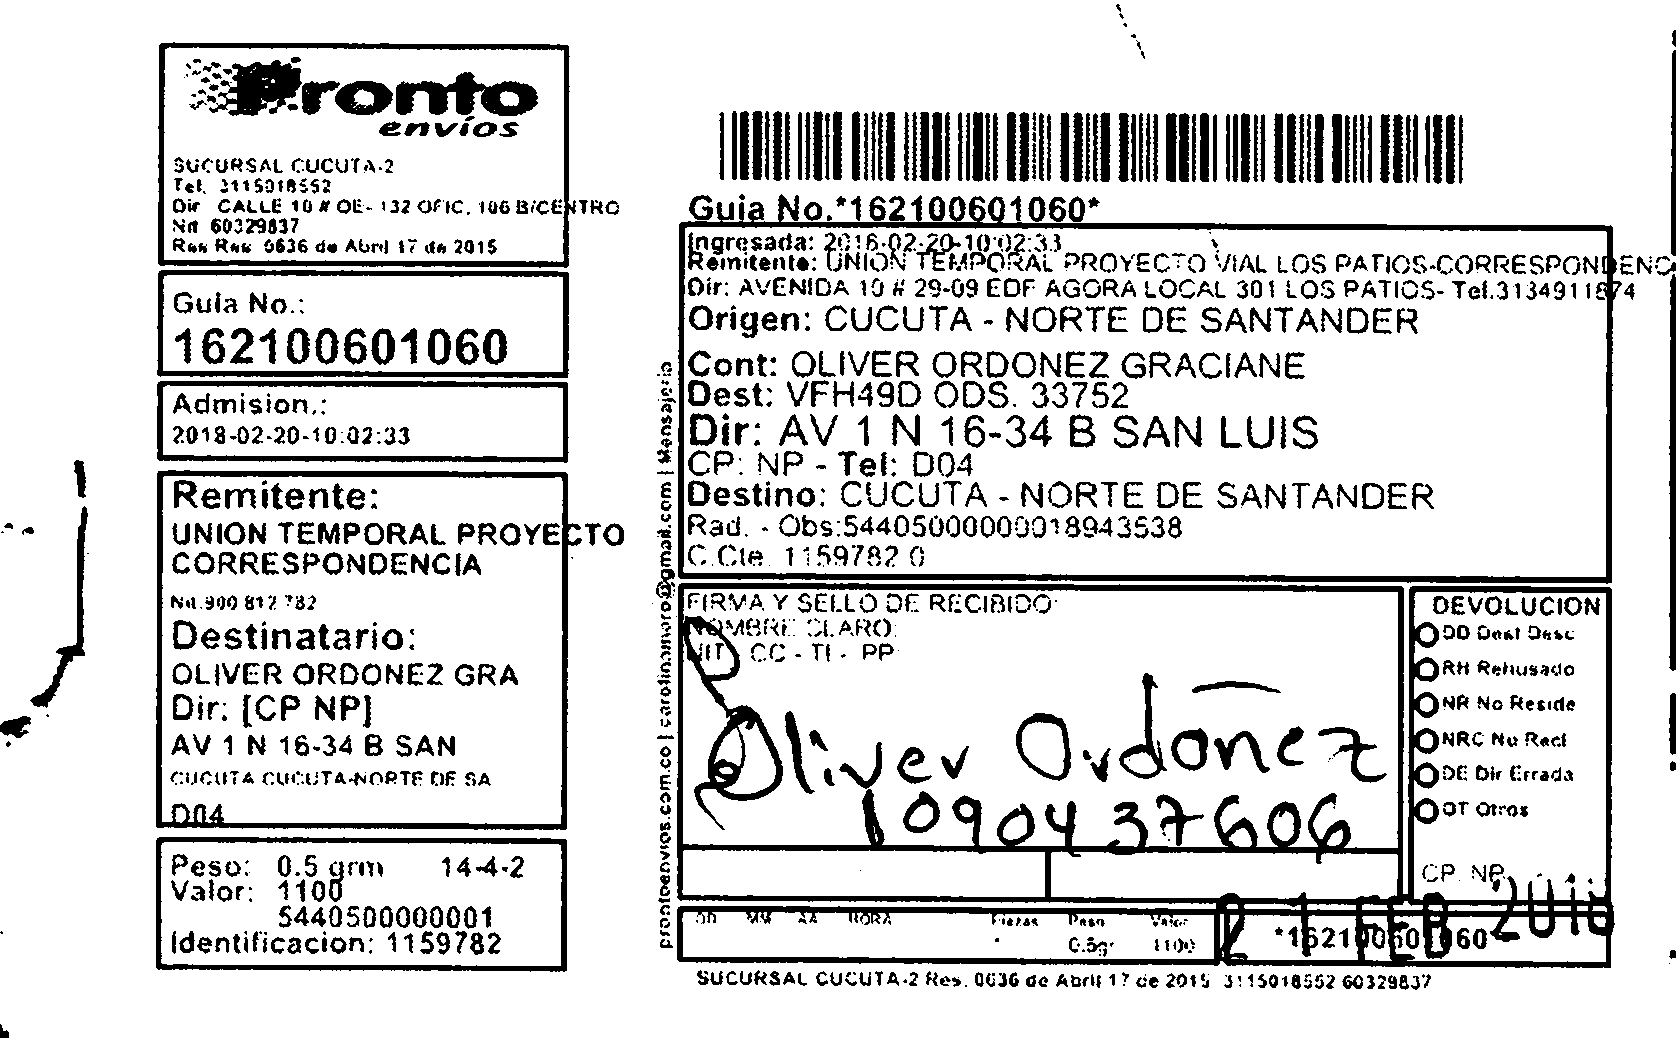 Pronto
envíos
SUCURSAL CUCUTA-2
Tel. 3115018552
Dir CALLE 10 # OE- 132 OFIC. 106 B/CENTRO
Nit 60329837
Res Res 0636 de Abril 17 de 2015
Guia No.:
162100601060
Admision.:
2018-02-20-10:02:33
Remitente:
UNION TEMPORAL PROYECTO
CORRESPONDENCIA
Nit.900 812 782
Destinatario:
OLIVER ORDONEZ GRA
Dir: [CP NP]
AV 1 N 16-34 B SAN
CUCUTA CUCUTA-NORTE DE SA
D04
Peso: 0.5 grm 14-4-2
Valor: 1100
5440500000001
Identificacion: 1159782
prontoenvios.com.co | carolinamoro@gmail.com | Mensajeria
Guia No.*162100601060*
Ingresada: 2018-02-20-10:02:33
Remitente: UNION TEMPORAL PROYECTO VIAL LOS PATIOS-CORRESPONDENC
Dir: AVENIDA 10 # 29-09 EDF AGORA LOCAL 301 LOS PATIOS- Tel.3134911874
Origen: CUCUTA - NORTE DE SANTANDER
Cont: OLIVER ORDONEZ GRACIANE
Dest: VFH49D ODS. 33752
Dir: AV 1 N 16-34 B SAN LUIS
CP: NP - Tel: D04
Destino: CUCUTA - NORTE DE SANTANDER
Rad. - Obs:54405000000018943538
C.Cte. 1159782 0
FIRMA Y SELLO DE RECIBIDO:
NOMBRE CLARO:
NIT - CC - TI - PP
Oliver Ordoñez
1090437606
DEVOLUCION
DD Dest Desc
RH Rehusado
NR No Reside
NRC No Recl
DE Dir Errada
OT Otros
CP: NP
21 FEB 2018
DD MM AA HORA Piezas Peso Valor
0.5gr 1100
*162100601060*
SUCURSAL CUCUTA-2 Res. 0636 de Abril 17 de 2015 3115018552 60329837